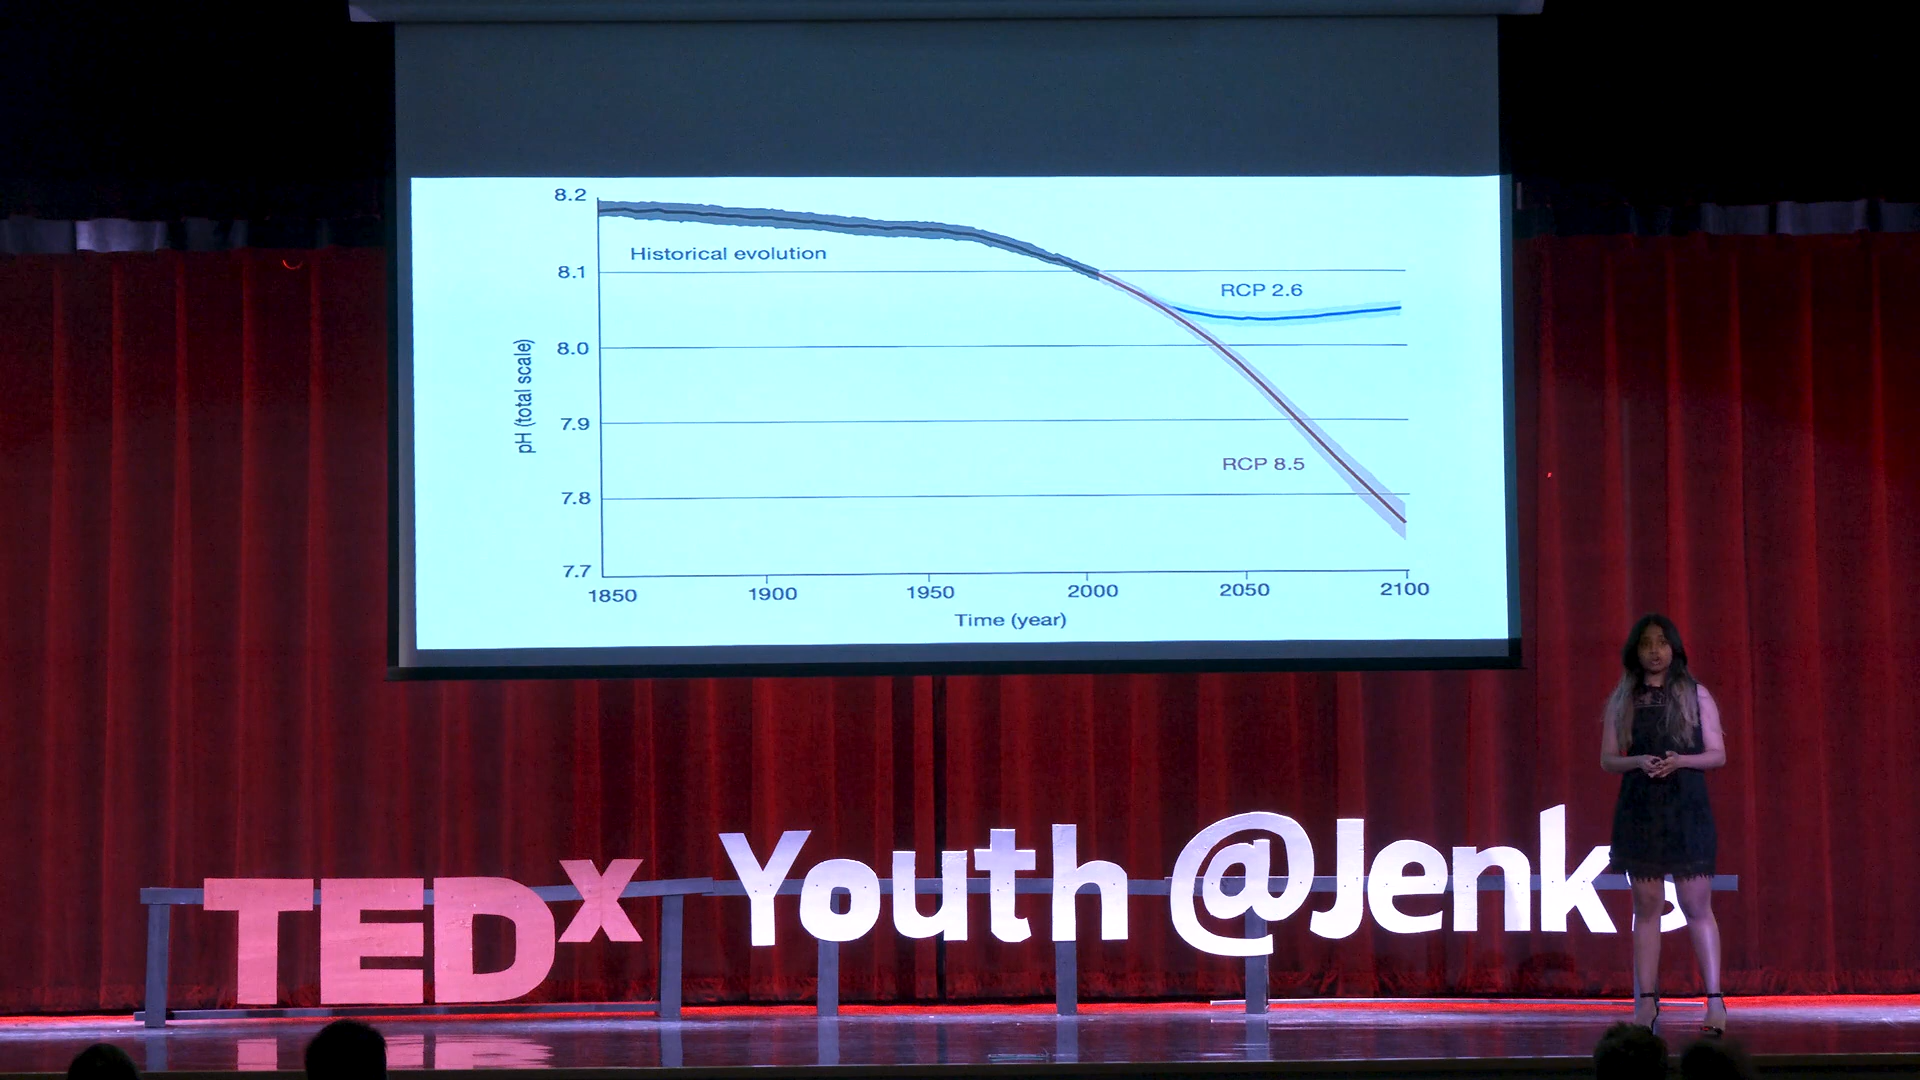 8.2
Historical evolution
8.1
RCP 2.6
8.0
pH (total scale)
7.9
RCP 8.5
7.8
7.7
1850 1900 1950 2000 2050 2100
Time (year)
TEDx Youth @Jenks